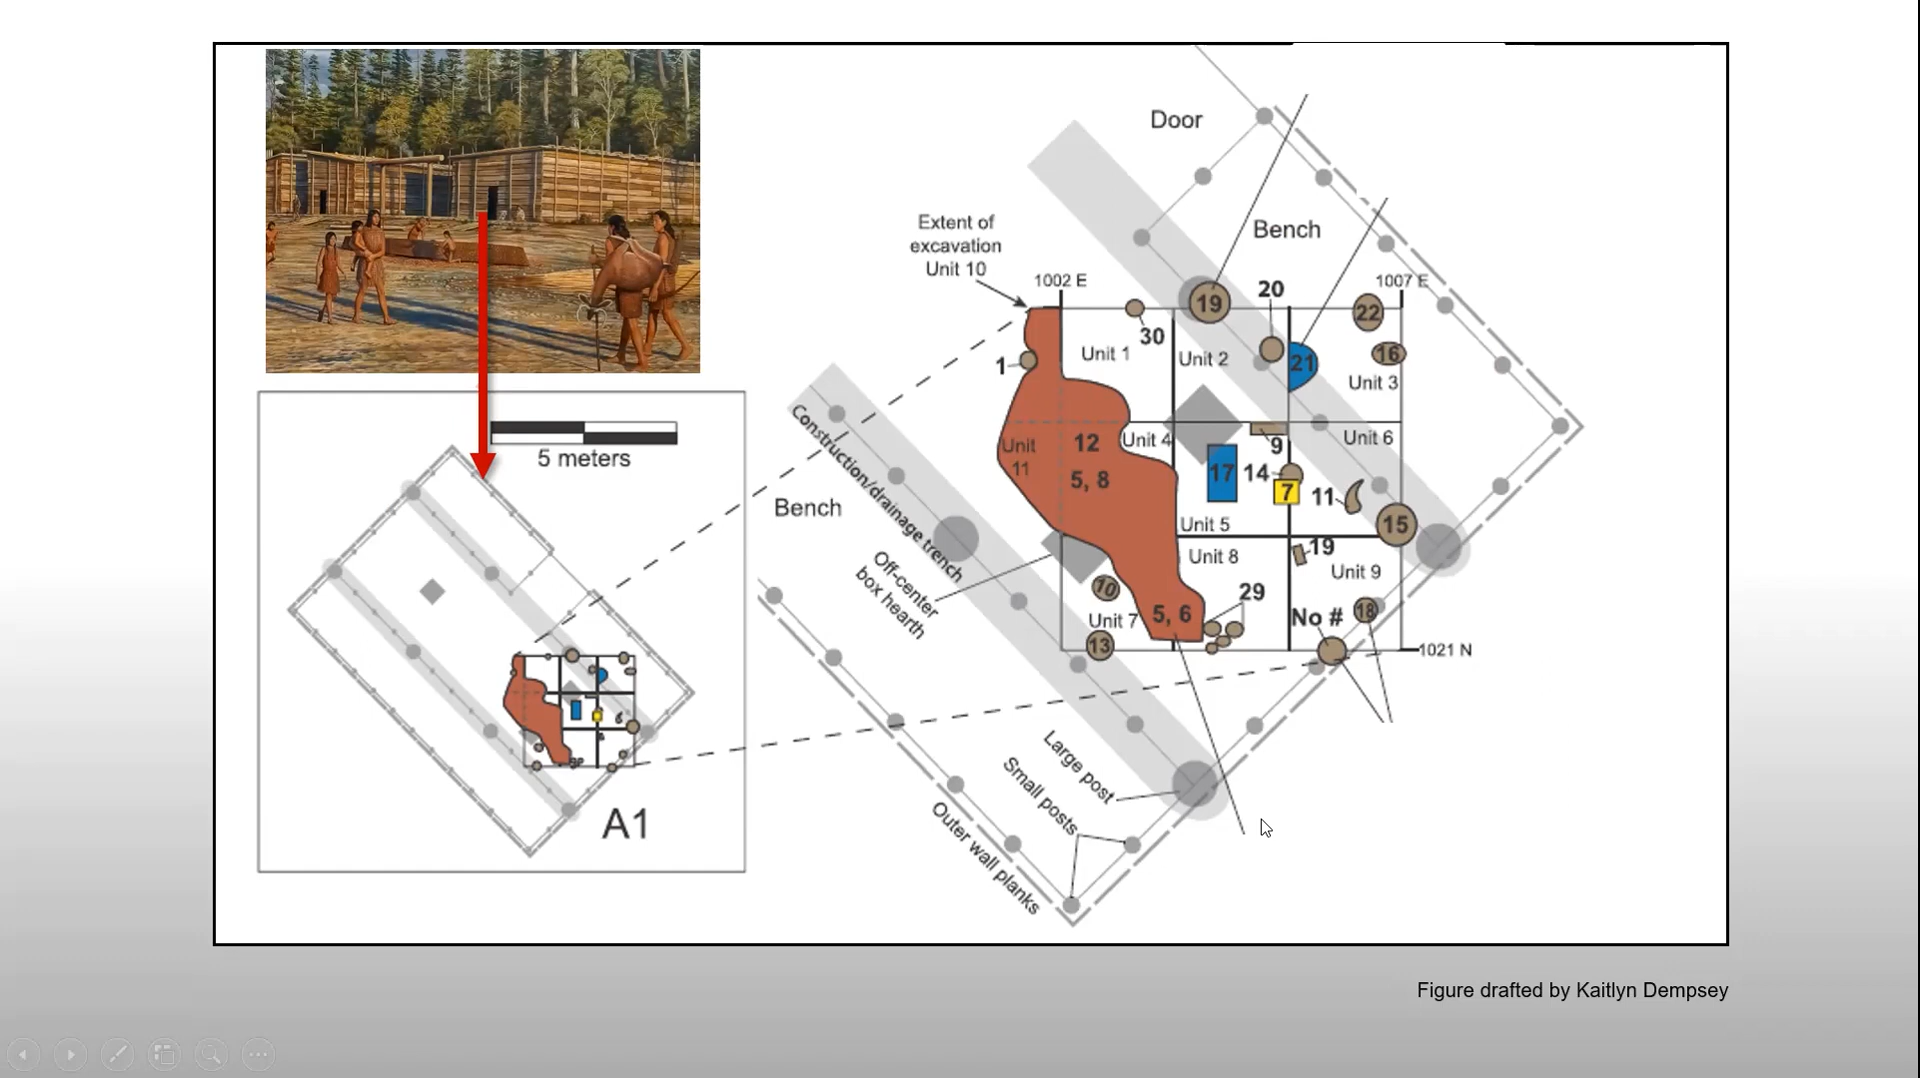 Door
Bench
Extent of
excavation
Unit 10
1002 E
1007 E
20
19
22
30
Unit 1
Unit 2
21
16
1
Unit 3
5 meters
Construction/drainage trench
Unit
11
12
Unit 4
9
Unit 6
5, 8
17
14
7
11
Bench
Unit 5
15
Off-center
box hearth
Unit 8
19
Unit 9
10
29
Unit 7
5, 6
No #
18
13
1021 N
Large post
Small posts
A1
Outer wall planks
Figure drafted by Kaitlyn Dempsey